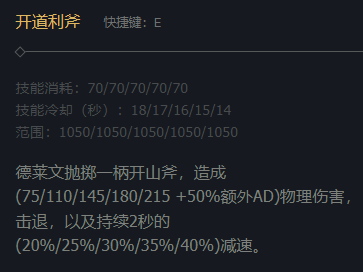 开道利斧 快捷键：E
技能消耗：70/70/70/70/70
技能冷却（秒）：18/17/16/15/14
范围：1050/1050/1050/1050/1050
德莱文抛掷一柄开山斧，造成
(75/110/145/180/215 +50%额外AD)物理伤害，
击退，以及持续2秒的
(20%/25%/30%/35%/40%)减速。